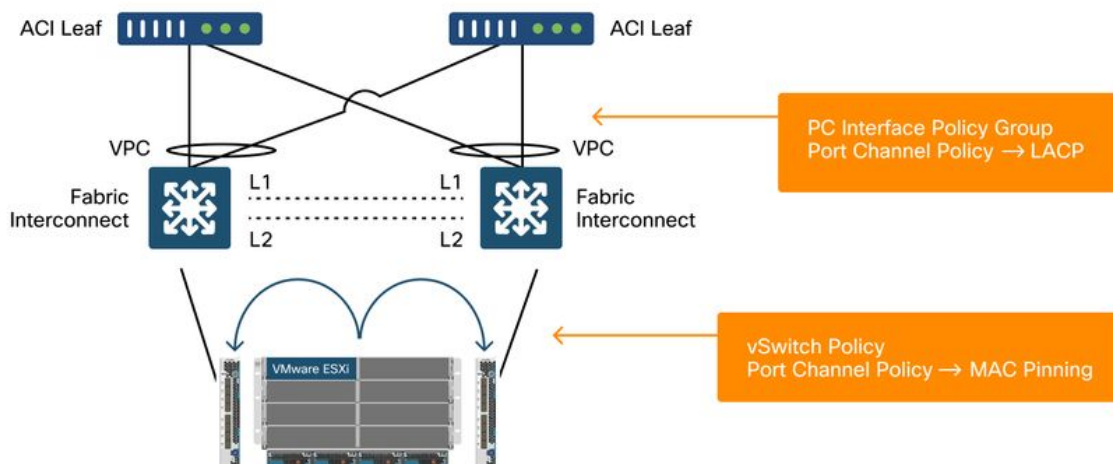 ACI Leaf
ACI Leaf
PC Interface Policy Group
Port Channel Policy → LACP
VPC
VPC
Fabric
Interconnect
L1
L1
L2
L2
Fabric
Interconnect
vSwitch Policy
Port Channel Policy → MAC Pinning
VMware ESXi